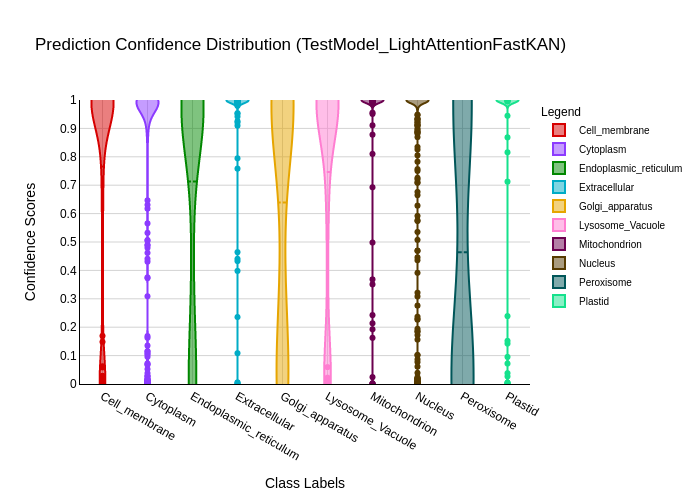 Prediction Confidence Distribution (TestModel_LightAttentionFastKAN)
Legend
Cell_membrane
Cytoplasm
Endoplasmic_reticulum
Extracellular
Golgi_apparatus
Lysosome_Vacuole
Mitochondrion
Nucleus
Peroxisome
Plastid
Confidence Scores
1
0.9
0.8
0.7
0.6
0.5
0.4
0.3
0.2
0.1
0
Cell_membrane
Cytoplasm
Endoplasmic_reticulum
Extracellular
Golgi_apparatus
Lysosome_Vacuole
Mitochondrion
Nucleus
Peroxisome
Plastid
Class Labels